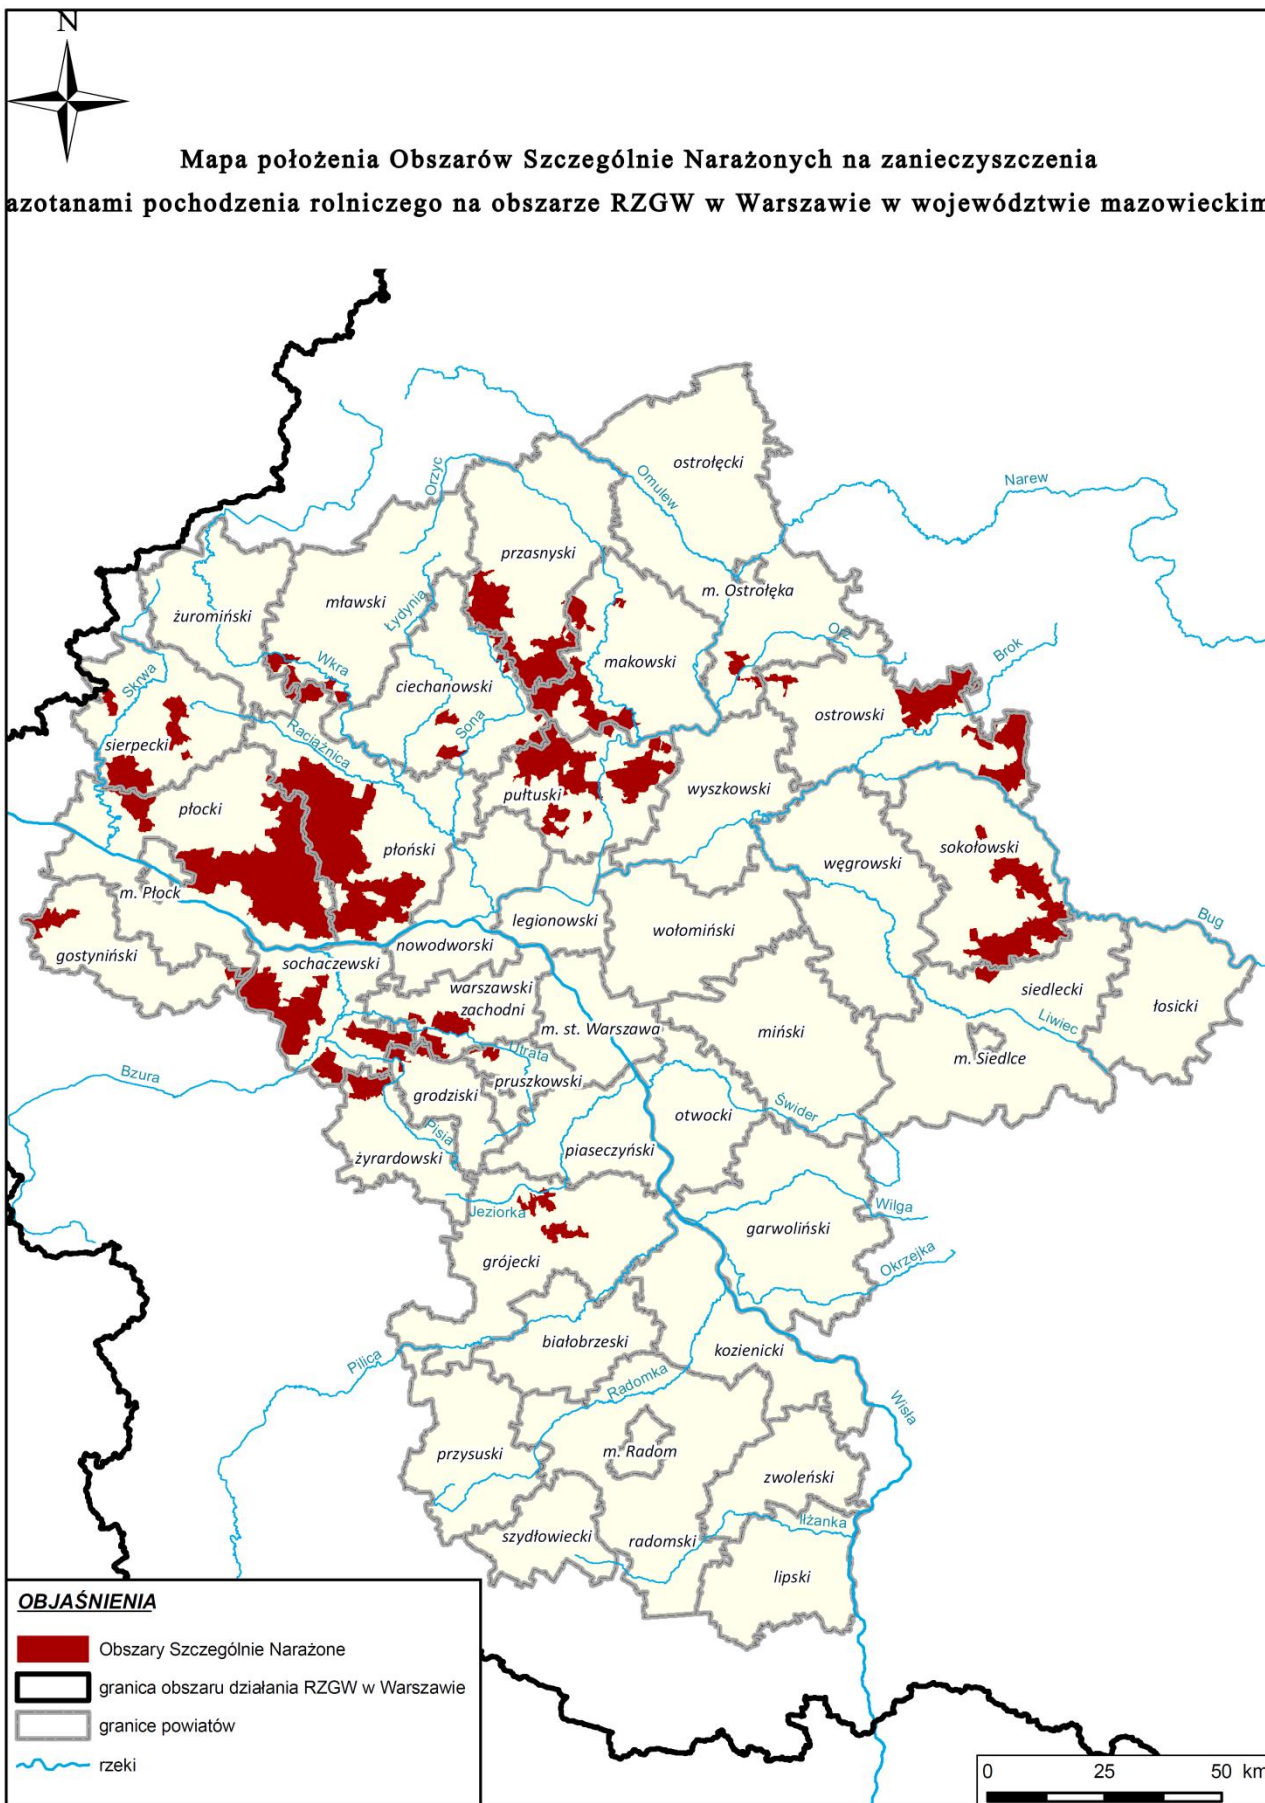 N
Mapa położenia Obszarów Szczególnie Narażonych na zanieczyszczenia
azotanami pochodzenia rolniczego na obszarze RZGW w Warszawie w województwie mazowieckim
ostrołęcki
Orzyc
Omulew
Narew
przasnyski
m. Ostrołęka
mławski
Łydynia
żuromiński
Orz
Brok
makowski
Wkra
ciechanowski
Skrwa
ostrowski
Sona
Raciążnica
sierpecki
wyszkowski
pułtuski
płocki
płoński
sokołowski
węgrowski
m. Płock
legionowski
wołomiński
Bug
nowodworski
gostyniński
sochaczewski
warszawski
zachodni
siedlecki
łosicki
m. st. Warszawa
miński
Liwiec
m. Siedlce
Utrata
Bzura
pruszkowski
grodziski
otwocki
Świder
Pisia
piaseczyński
żyrardowski
Jeziorka
Wilga
garwoliński
grójecki
Okrzejka
białobrzeski
kozienicki
Pilica
Radomka
Wisła
przysuski
m. Radom
zwoleński
Iłżanka
szydłowiecki
radomski
lipski
OBJAŚNIENIA
Obszary Szczególnie Narażone
granica obszaru działania RZGW w Warszawie
granice powiatów
rzeki
0 25 50 km